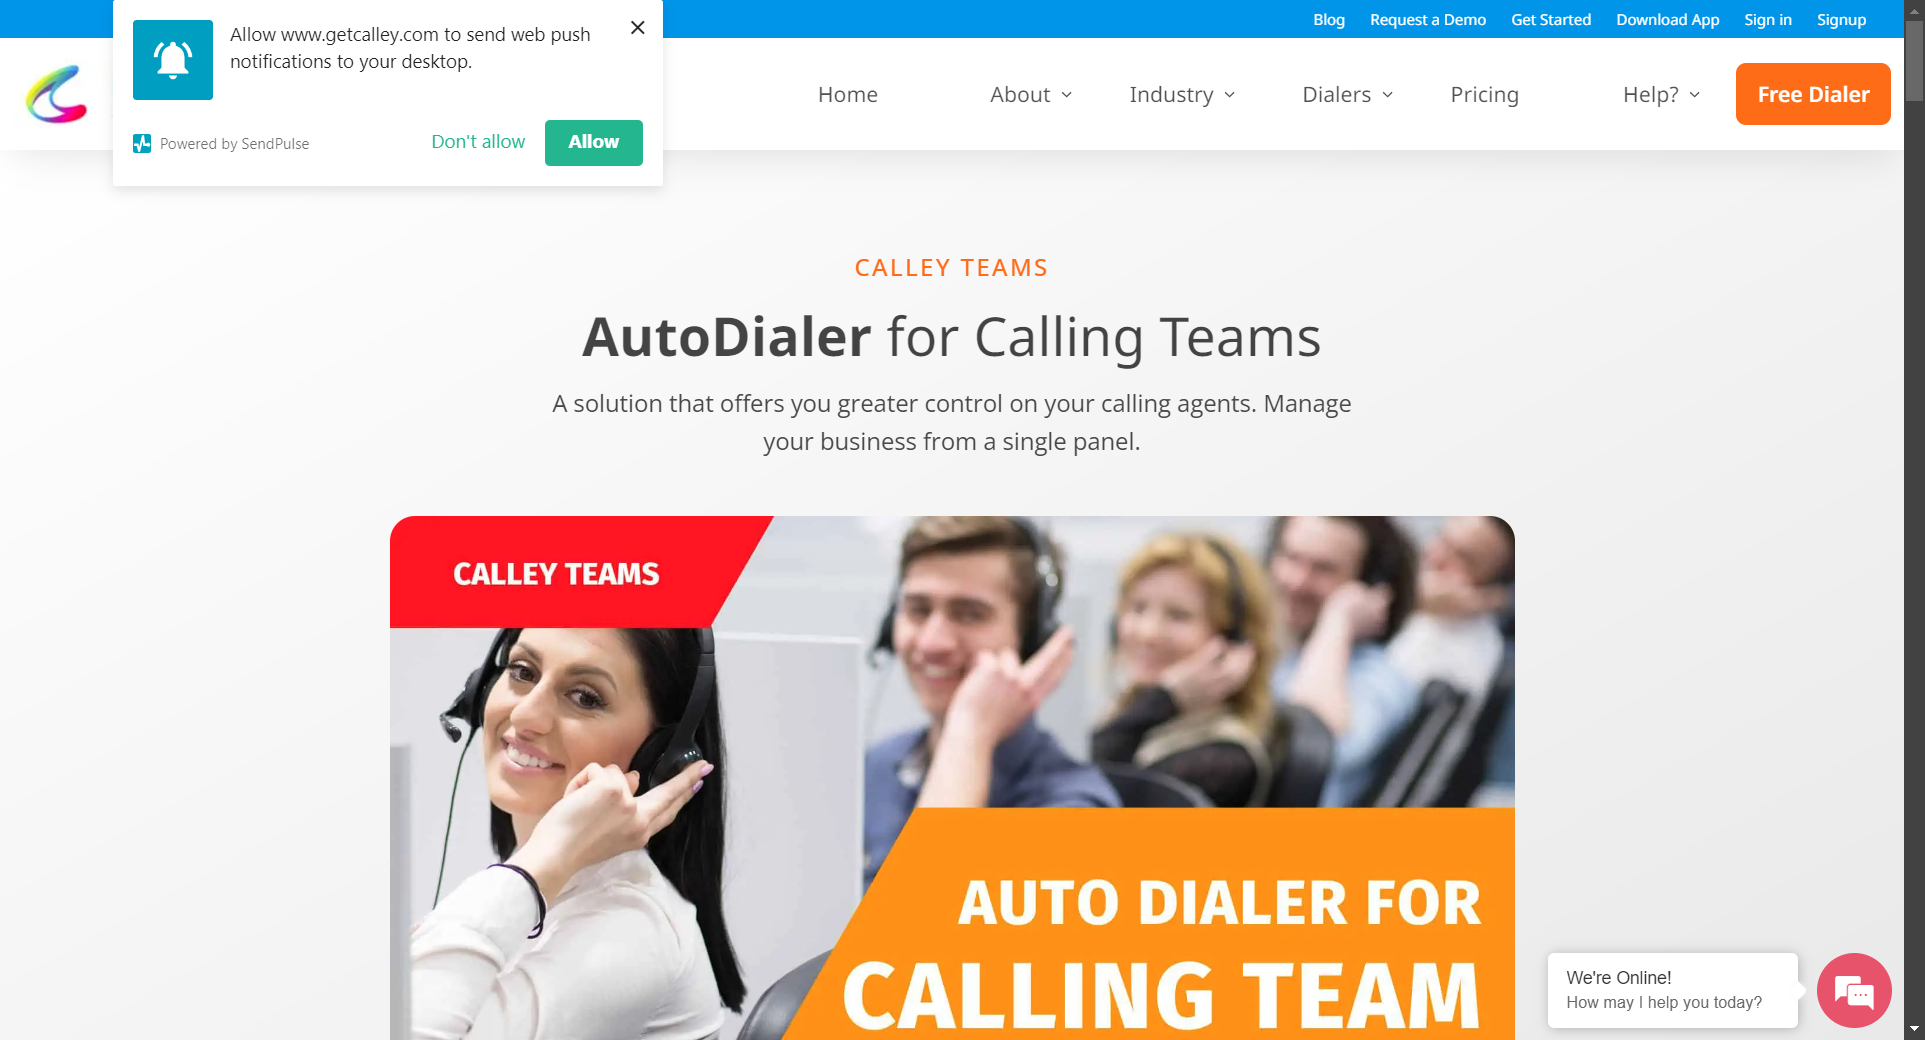 Blog Request a Demo Get Started Download App Sign in Signup
Allow www.getcalley.com to send web push
notifications to your desktop.
Powered by SendPulse
Don't allow
Allow
Home About Industry Dialers Pricing Help? Free Dialer
CALLEY TEAMS
AutoDialer for Calling Teams
A solution that offers you greater control on your calling agents. Manage
your business from a single panel.
CALLEY TEAMS
AUTO DIALER FOR
CALLING TEAM
We're Online!
How may I help you today?